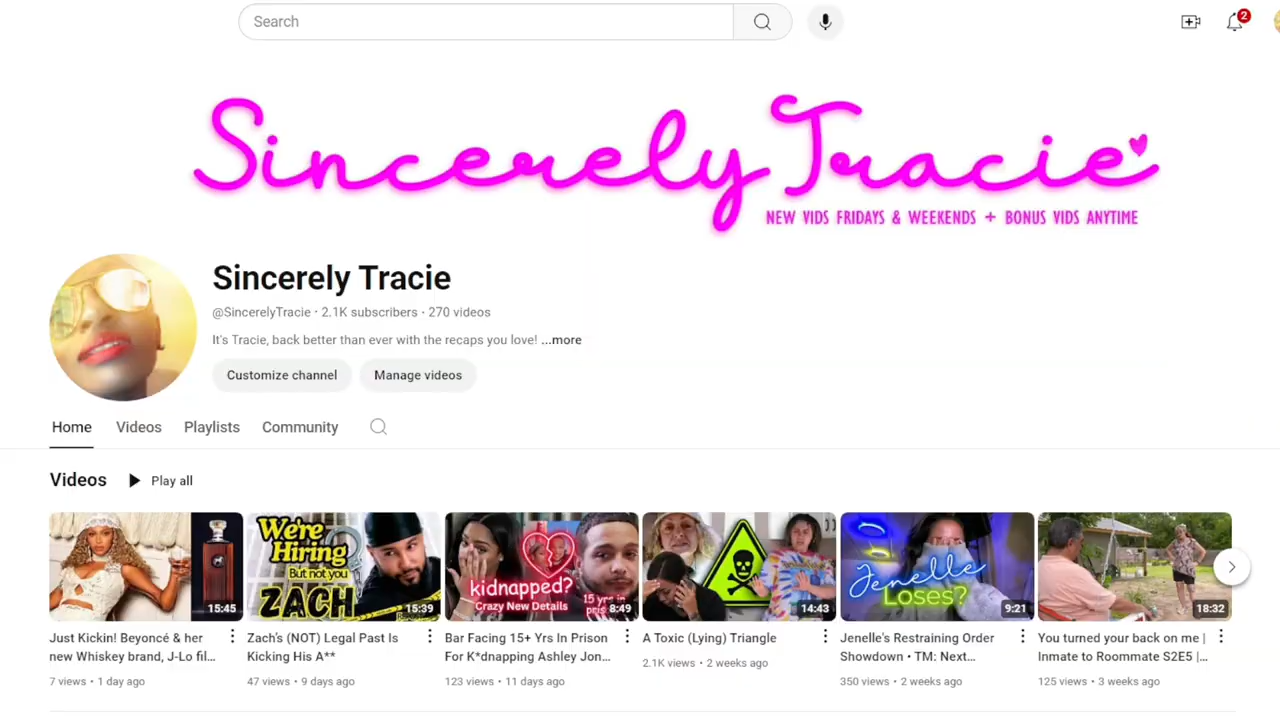 Search
2
Sincerely Tracie
NEW VIDS FRIDAYS & WEEKENDS + BONUS VIDS ANYTIME
Sincerely Tracie
@SincerelyTracie · 2.1K subscribers · 270 videos
It's Tracie, back better than ever with the recaps you love! ...more
Customize channel
Manage videos
Home
Videos
Playlists
Community
Videos
Play all
15:45
We're
Hiring
But not you
ZACH
15:39
kidnapped?
Crazy New Details
15 yrs in
8:49
14:43
Jenelle
Loses?
9:21
18:32
Just Kickin! Beyoncé & her
new Whiskey brand, J-Lo fil...
7 views • 1 day ago
Zach's (NOT) Legal Past Is
Kicking His A**
47 views • 9 days ago
Bar Facing 15+ Yrs In Prison
For K*dnapping Ashley Jon...
123 views • 11 days ago
A Toxic (Lying) Triangle
2.1K views • 2 weeks ago
Jenelle's Restraining Order
Showdown • TM: Next...
350 views • 2 weeks ago
You turned your back on me |
Inmate to Roommate S2E5 |...
125 views • 3 weeks ago